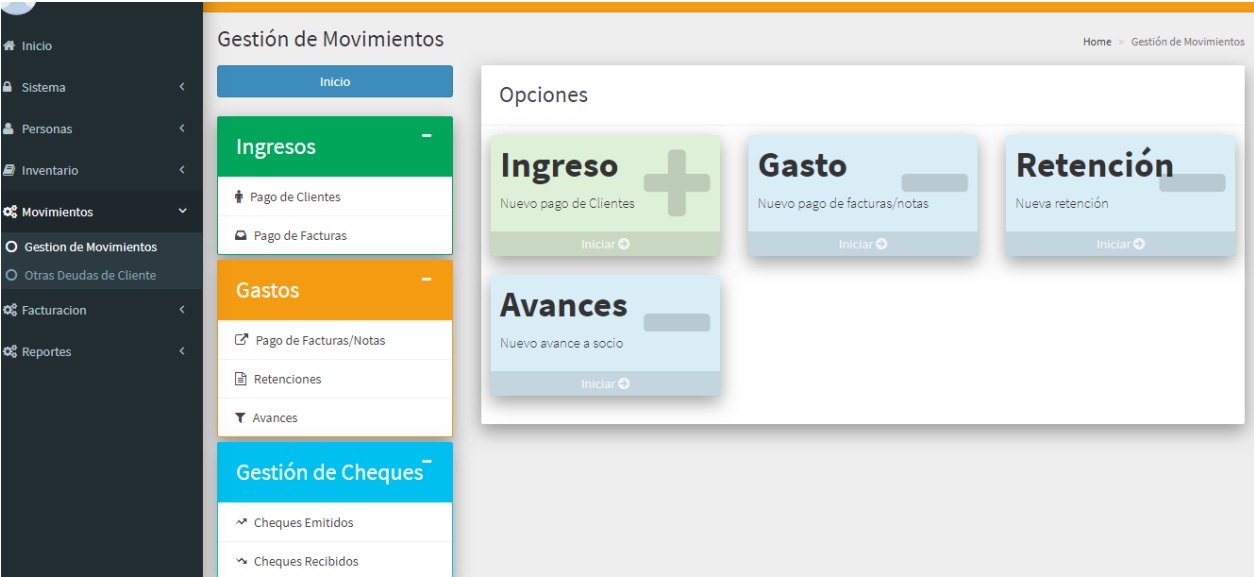 Inicio
Sistema
Personas
Inventario
Movimientos
Gestion de Movimientos
Otras Deudas de Cliente
Facturacion
Reportes
Gestión de Movimientos
Home > Gestión de Movimientos
Inicio
Ingresos
Pago de Clientes
Pago de Facturas
Gastos
Pago de Facturas/Notas
Retenciones
Avances
Gestión de Cheques
Cheques Emitidos
Cheques Recibidos
Opciones
Ingreso
Nuevo pago de Clientes
Iniciar
Gasto
Nuevo pago de facturas/notas
Iniciar
Retención
Nueva retención
Iniciar
Avances
Nuevo avance a socio
Iniciar